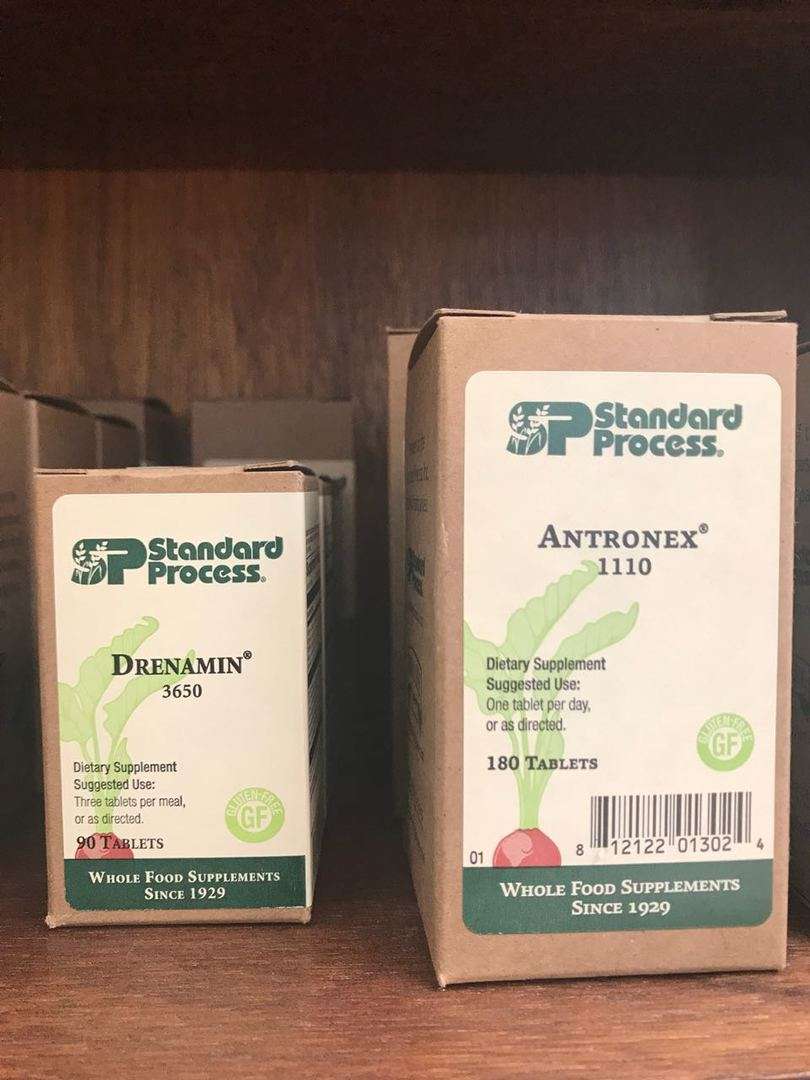 Standard
Process®
DRENAMIN®
3650
Dietary Supplement
Suggested Use:
Three tablets per meal,
or as directed.
90 TABLETS
GLUTEN-FREE
GF
WHOLE FOOD SUPPLEMENTS
SINCE 1929
SP Standard
Process®
ANTRONEX®
1110
Dietary Supplement
Suggested Use:
One tablet per day,
or as directed.
180 TABLETS
GLUTEN-FREE
GF
01
8 12122 01302 4
WHOLE FOOD SUPPLEMENTS
SINCE 1929